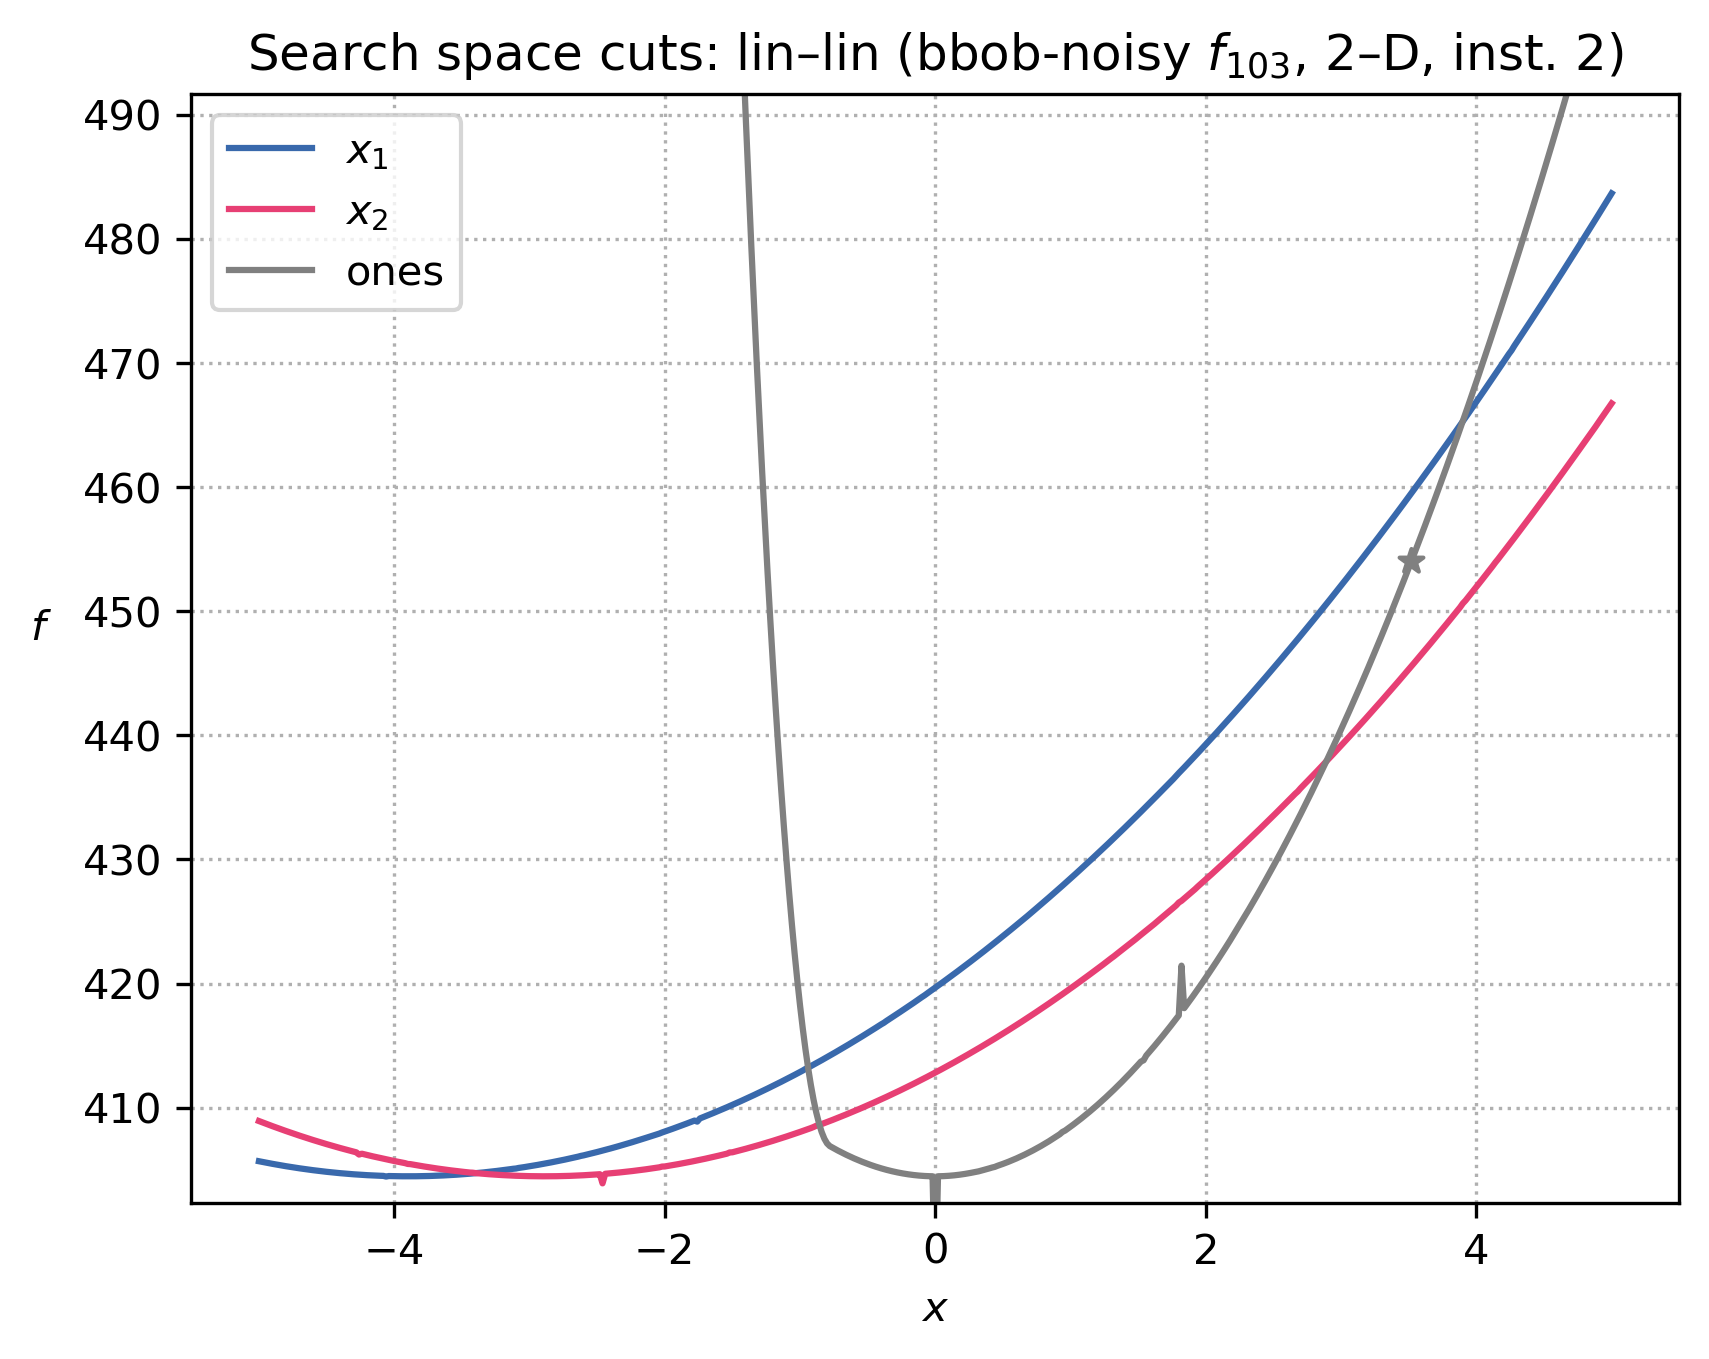 Search space cuts: lin–lin (bbob-noisy f₁₀₃, 2–D, inst. 2)
490
480
470
460
450
440
430
420
410
x₁
x₂
ones
f
−4
−2
0
2
4
x